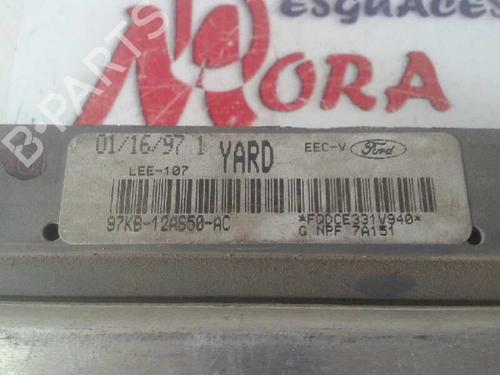 ESGUACES
MORA
B-PARTS
01/16/97 1 YARD EEC-V Ford
LEE-107
97KB-12A650-AC *FQDCE331V940*
G NPF 7A151